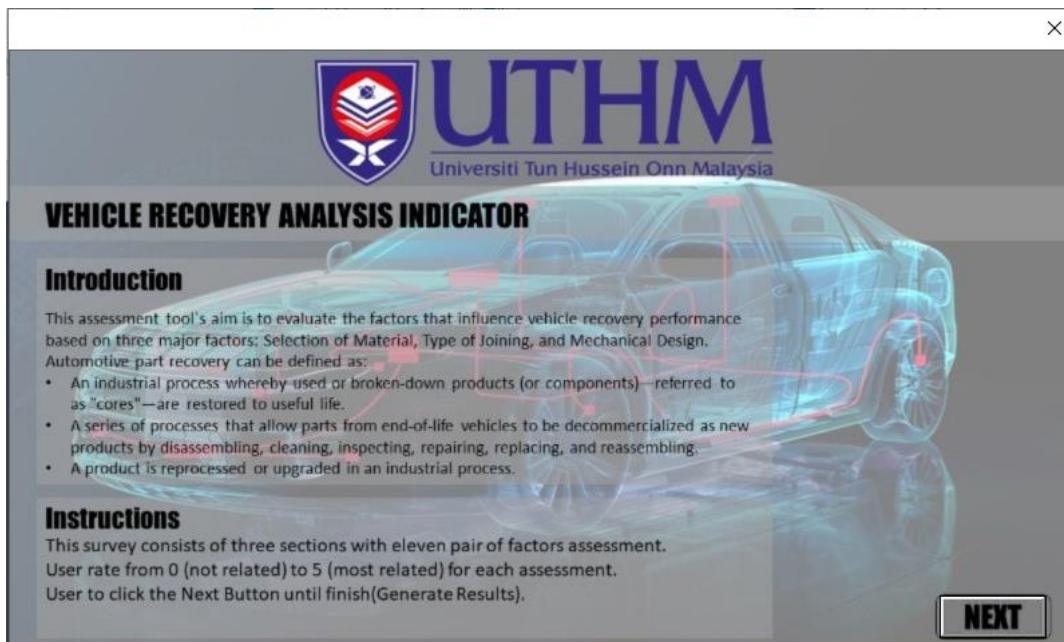 UTHM
Universiti Tun Hussein Onn Malaysia
VEHICLE RECOVERY ANALYSIS INDICATOR
Introduction
This assessment tool's aim is to evaluate the factors that influence vehicle recovery performance
based on three major factors: Selection of Material, Type of Joining, and Mechanical Design.
Automotive part recovery can be defined as:
• An industrial process whereby used or broken-down products (or components)—referred to
as "cores"—are restored to useful life.
• A series of processes that allow parts from end-of-life vehicles to be decommercialized as new
products by disassembling, cleaning, inspecting, repairing, replacing, and reassembling.
• A product is reprocessed or upgraded in an industrial process.
Instructions
This survey consists of three sections with eleven pair of factors assessment.
User rate from 0 (not related) to 5 (most related) for each assessment.
User to click the Next Button until finish(Generate Results).
NEXT